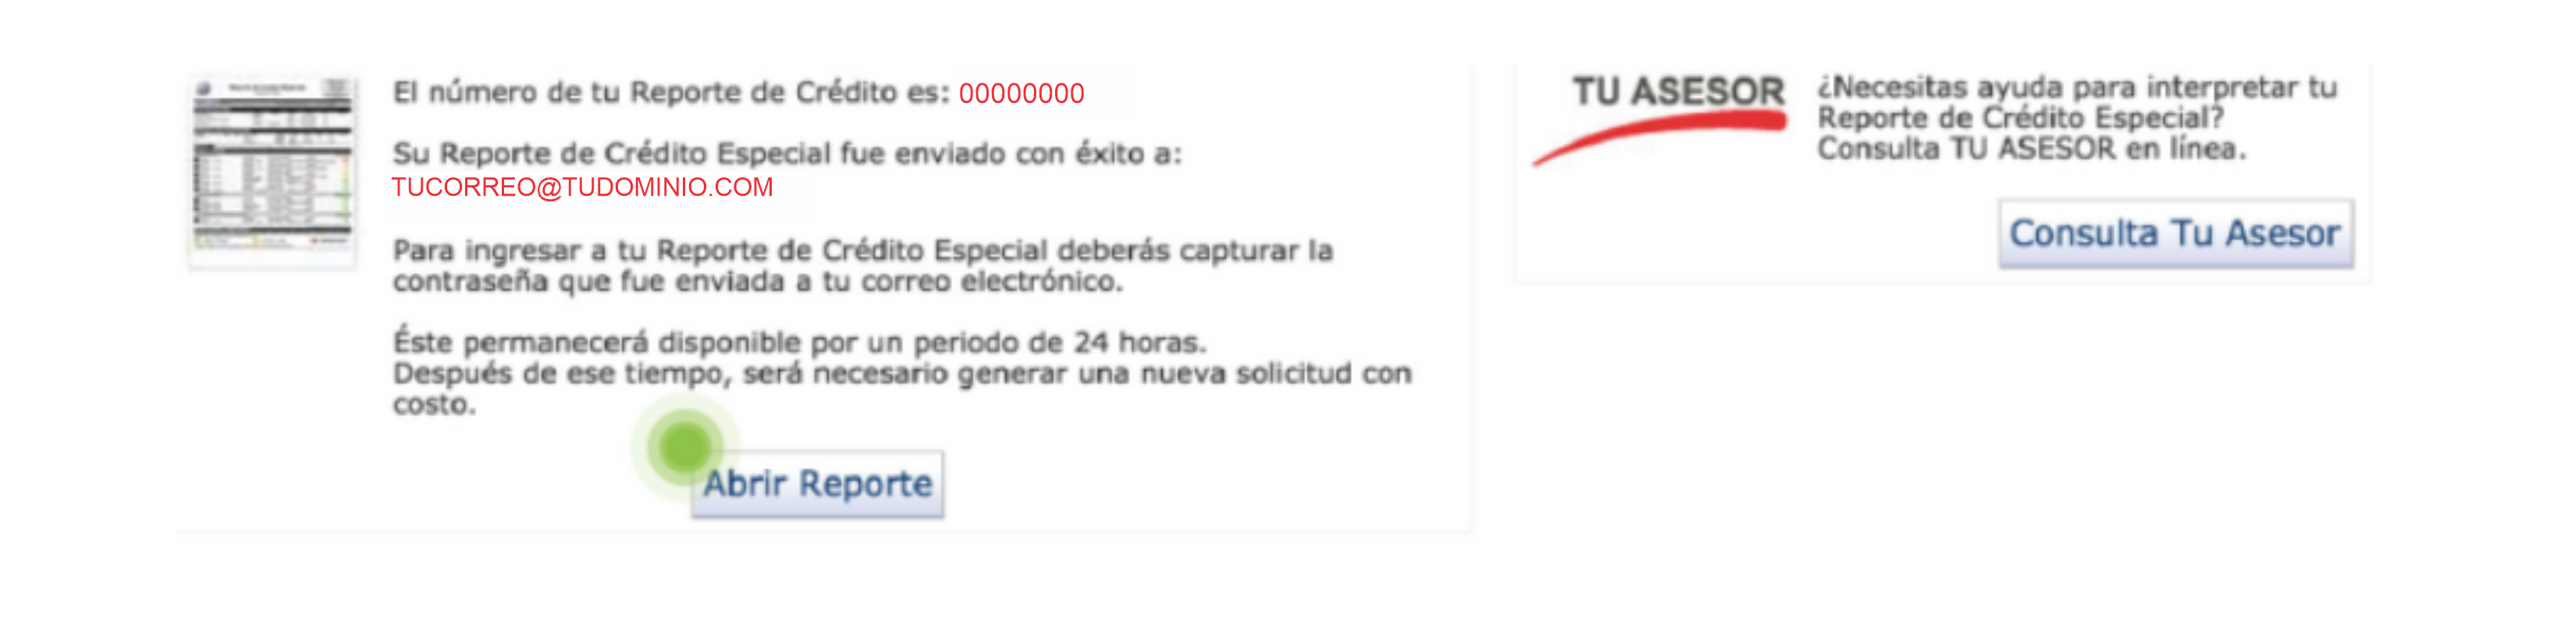 El número de tu Reporte de Crédito es: 00000000
Su Reporte de Crédito Especial fue enviado con éxito a:
TUCORREO@TUDOMINIO.COM
Para ingresar a tu Reporte de Crédito Especial deberás capturar la
contraseña que fue enviada a tu correo electrónico.
Éste permanecerá disponible por un periodo de 24 horas.
Después de ese tiempo, será necesario generar una nueva solicitud con
costo.
Abrir Reporte
TU ASESOR
¿Necesitas ayuda para interpretar tu
Reporte de Crédito Especial?
Consulta TU ASESOR en línea.
Consulta Tu Asesor